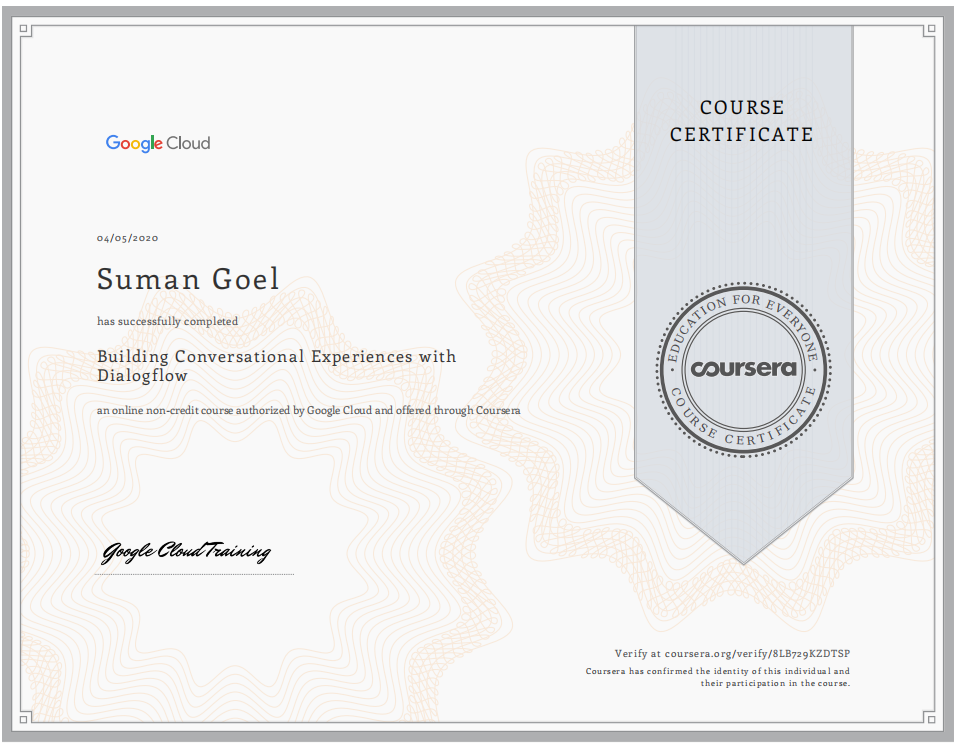 COURSE
CERTIFICATE
Google Cloud
04/05/2020
Suman Goel
has successfully completed
Building Conversational Experiences with
Dialogflow
an online non-credit course authorized by Google Cloud and offered through Coursera
EDUCATION FOR EVERYONE
coursera
COURSE CERTIFICATE
Google Cloud Training
Verify at coursera.org/verify/8LB729KZDTSP
Coursera has confirmed the identity of this individual and
their participation in the course.